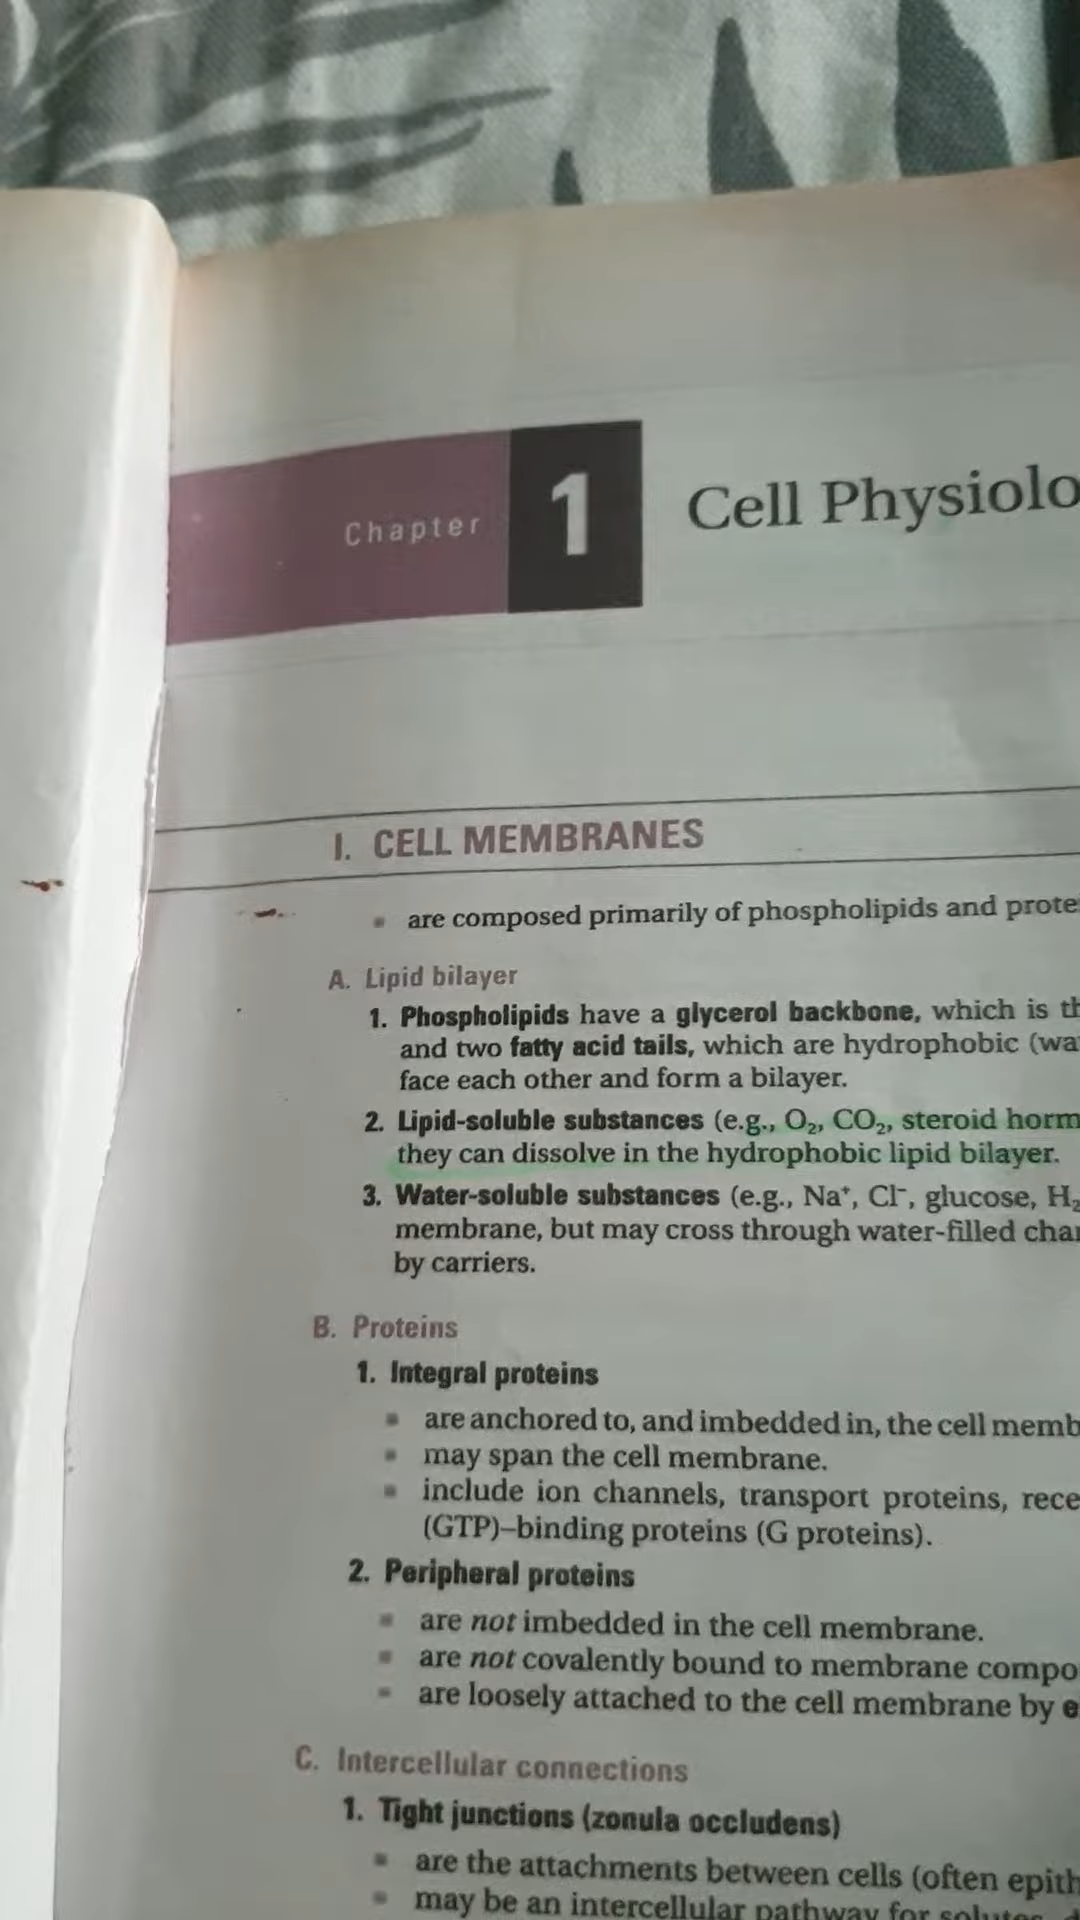 Chapter 1 Cell Physiolo
I. CELL MEMBRANES
are composed primarily of phospholipids and prote
A. Lipid bilayer
1. Phospholipids have a glycerol backbone, which is th
and two fatty acid tails, which are hydrophobic (wa
face each other and form a bilayer.
2. Lipid-soluble substances (e.g., O₂, CO₂, steroid horm
they can dissolve in the hydrophobic lipid bilayer.
3. Water-soluble substances (e.g., Na⁺, Cl⁻, glucose, H₂
membrane, but may cross through water-filled chan
by carriers.
B. Proteins
1. Integral proteins
are anchored to, and imbedded in, the cell memb
may span the cell membrane.
include ion channels, transport proteins, rece
(GTP)–binding proteins (G proteins).
2. Peripheral proteins
are not imbedded in the cell membrane.
are not covalently bound to membrane compo
are loosely attached to the cell membrane by e
C. Intercellular connections
1. Tight junctions (zonula occludens)
are the attachments between cells (often epith
may be an intercellular pathway for solutes, d